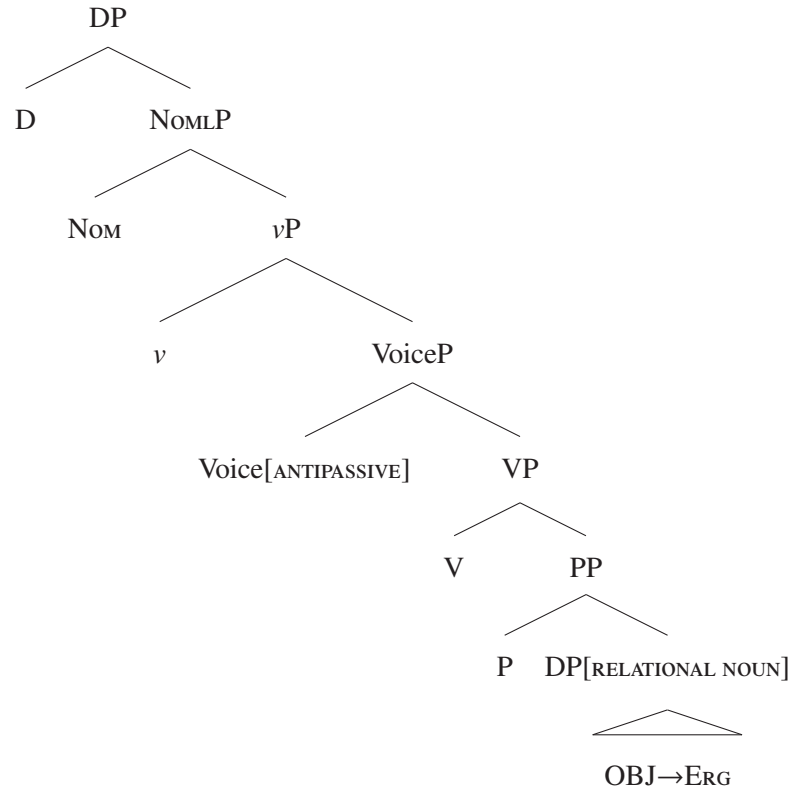 DP
D NOMLP
NOM vP
v VoiceP
Voice[ANTIPASSIVE] VP
V PP
P DP[RELATIONAL NOUN]
OBJ→ERG